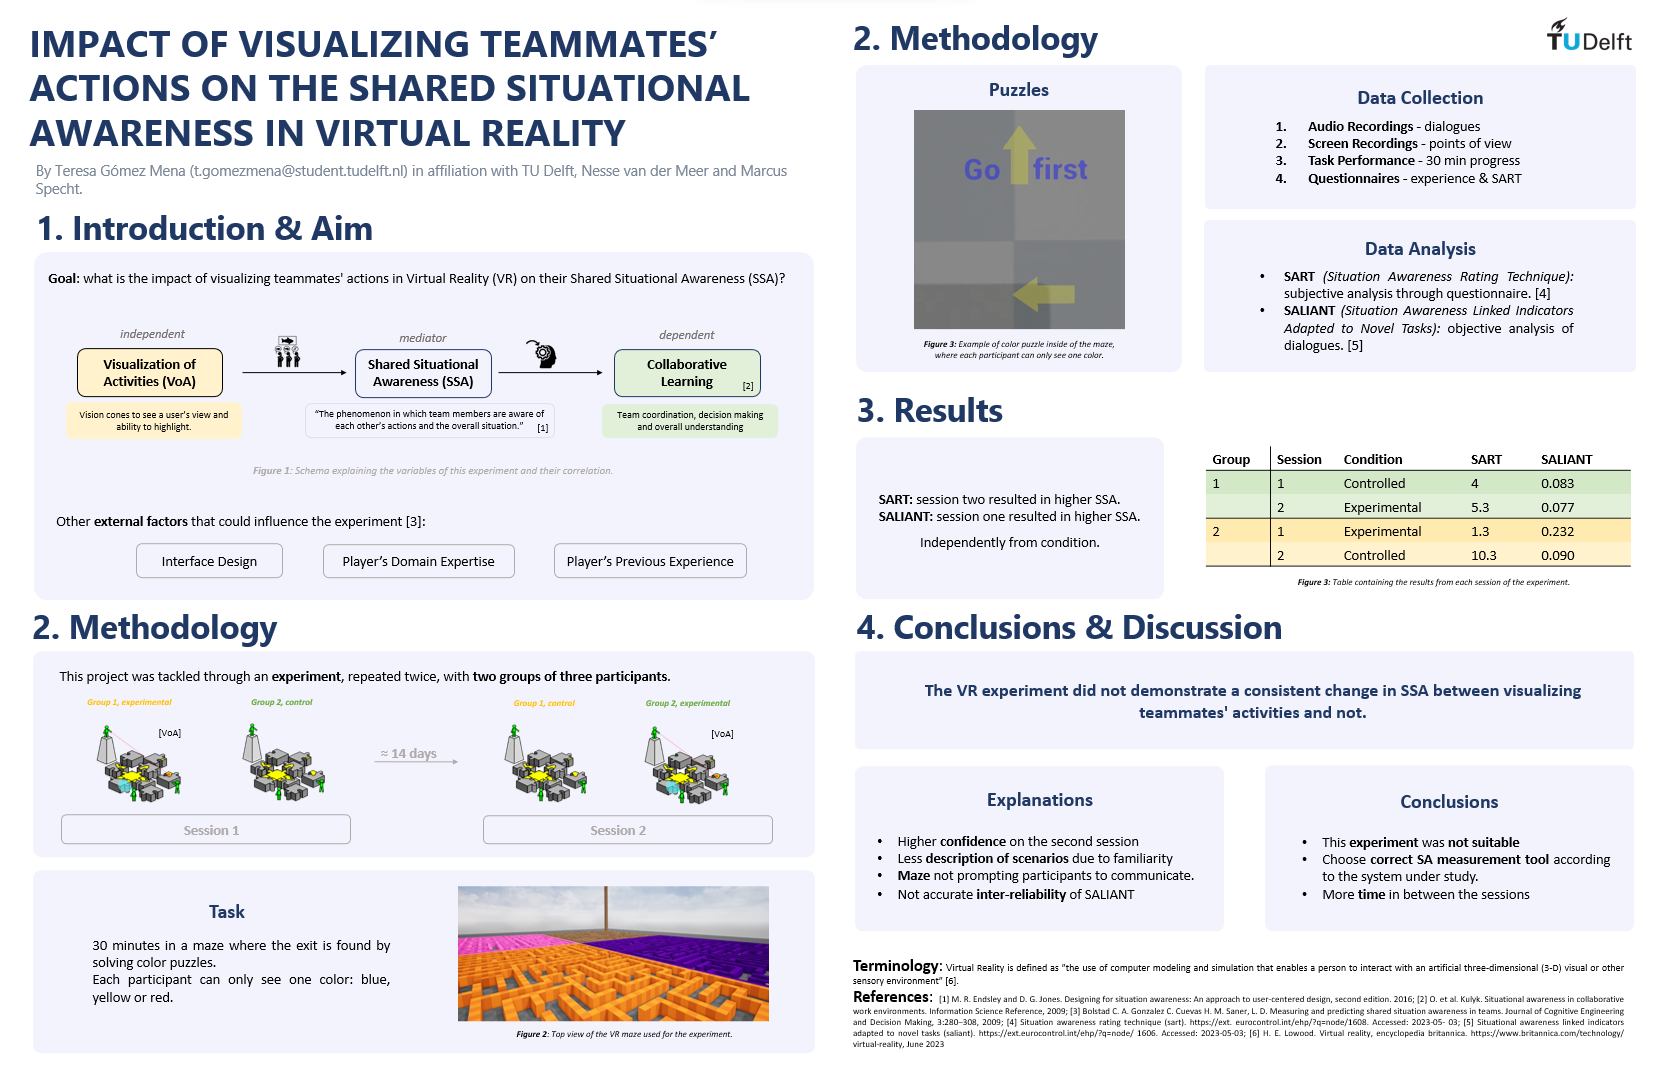 IMPACT OF VISUALIZING TEAMMATES'
ACTIONS ON THE SHARED SITUATIONAL
AWARENESS IN VIRTUAL REALITY
By Teresa Gómez Mena (t.gomezmena@student.tudelft.nl) in affiliation with TU Delft, Nesse van der Meer and Marcus
Specht.
1. Introduction & Aim
Goal: what is the impact of visualizing teammates' actions in Virtual Reality (VR) on their Shared Situational Awareness (SSA)?
independent
mediator
dependent
Visualization of
Activities (VoA)
Shared Situational
Awareness (SSA)
Collaborative
Learning
[2]
Vision cones to see a user's view and
ability to highlight.
“The phenomenon in which team members are aware of
each other's actions and the overall situation.”
[1]
Team coordination, decision making
and overall understanding
Figure 1: Schema explaining the variables of this experiment and their correlation.
Other external factors that could influence the experiment [3]:
Interface Design
Player's Domain Expertise
Player's Previous Experience
2. Methodology
This project was tackled through an experiment, repeated twice, with two groups of three participants.
Group 1, experimental
Group 2, control
Group 1, control
Group 2, experimental
[VoA]
[VoA]
≈ 14 days
Session 1
Session 2
Task
30 minutes in a maze where the exit is found by
solving color puzzles.
Each participant can only see one color: blue,
yellow or red.
Figure 2: Top view of the VR maze used for the experiment.
2. Methodology
TUDelft
Puzzles
Go first
Figure 3: Example of color puzzle inside of the maze,
where each participant can only see one color.
Data Collection
1. Audio Recordings - dialogues
2. Screen Recordings - points of view
3. Task Performance - 30 min progress
4. Questionnaires - experience & SART
Data Analysis
• SART (Situation Awareness Rating Technique):
subjective analysis through questionnaire. [4]
• SALIANT (Situation Awareness Linked Indicators
Adapted to Novel Tasks): objective analysis of
dialogues. [5]
3. Results
SART: session two resulted in higher SSA.
SALIANT: session one resulted in higher SSA.
Independently from condition.
Group Session Condition SART SALIANT
1 1 Controlled 4 0.083
2 Experimental 5.3 0.077
2 1 Experimental 1.3 0.232
2 Controlled 10.3 0.090
Figure 3: Table containing the results from each session of the experiment.
4. Conclusions & Discussion
The VR experiment did not demonstrate a consistent change in SSA between visualizing
teammates' activities and not.
Explanations
• Higher confidence on the second session
• Less description of scenarios due to familiarity
• Maze not prompting participants to communicate.
• Not accurate inter-reliability of SALIANT
Conclusions
• This experiment was not suitable
• Choose correct SA measurement tool according
to the system under study.
• More time in between the sessions
Terminology: Virtual Reality is defined as “the use of computer modeling and simulation that enables a person to interact with an artificial three-dimensional (3-D) visual or other
sensory environment” [6].
References: [1] M. R. Endsley and D. G. Jones. Designing for situation awareness: An approach to user-centered design, second edition. 2016; [2] O. et al. Kulyk. Situational awareness in collaborative
work environments. Information Science Reference, 2009; [3] Bolstad C. A. Gonzalez C. Cuevas H. M. Saner, L. D. Measuring and predicting shared situation awareness in teams. Journal of Cognitive Engineering
and Decision Making, 3:280–308, 2009; [4] Situation awareness rating technique (sart). https://ext. eurocontrol.int/ehp/?q=node/1608. Accessed: 2023-05- 03; [5] Situational awareness linked indicators
adapted to novel tasks (saliant). https://ext.eurocontrol.int/ehp/?q=node/ 1606. Accessed: 2023-05-03; [6] H. E. Lowood. Virtual reality, encyclopedia britannica. https://www.britannica.com/technology/
virtual-reality, June 2023